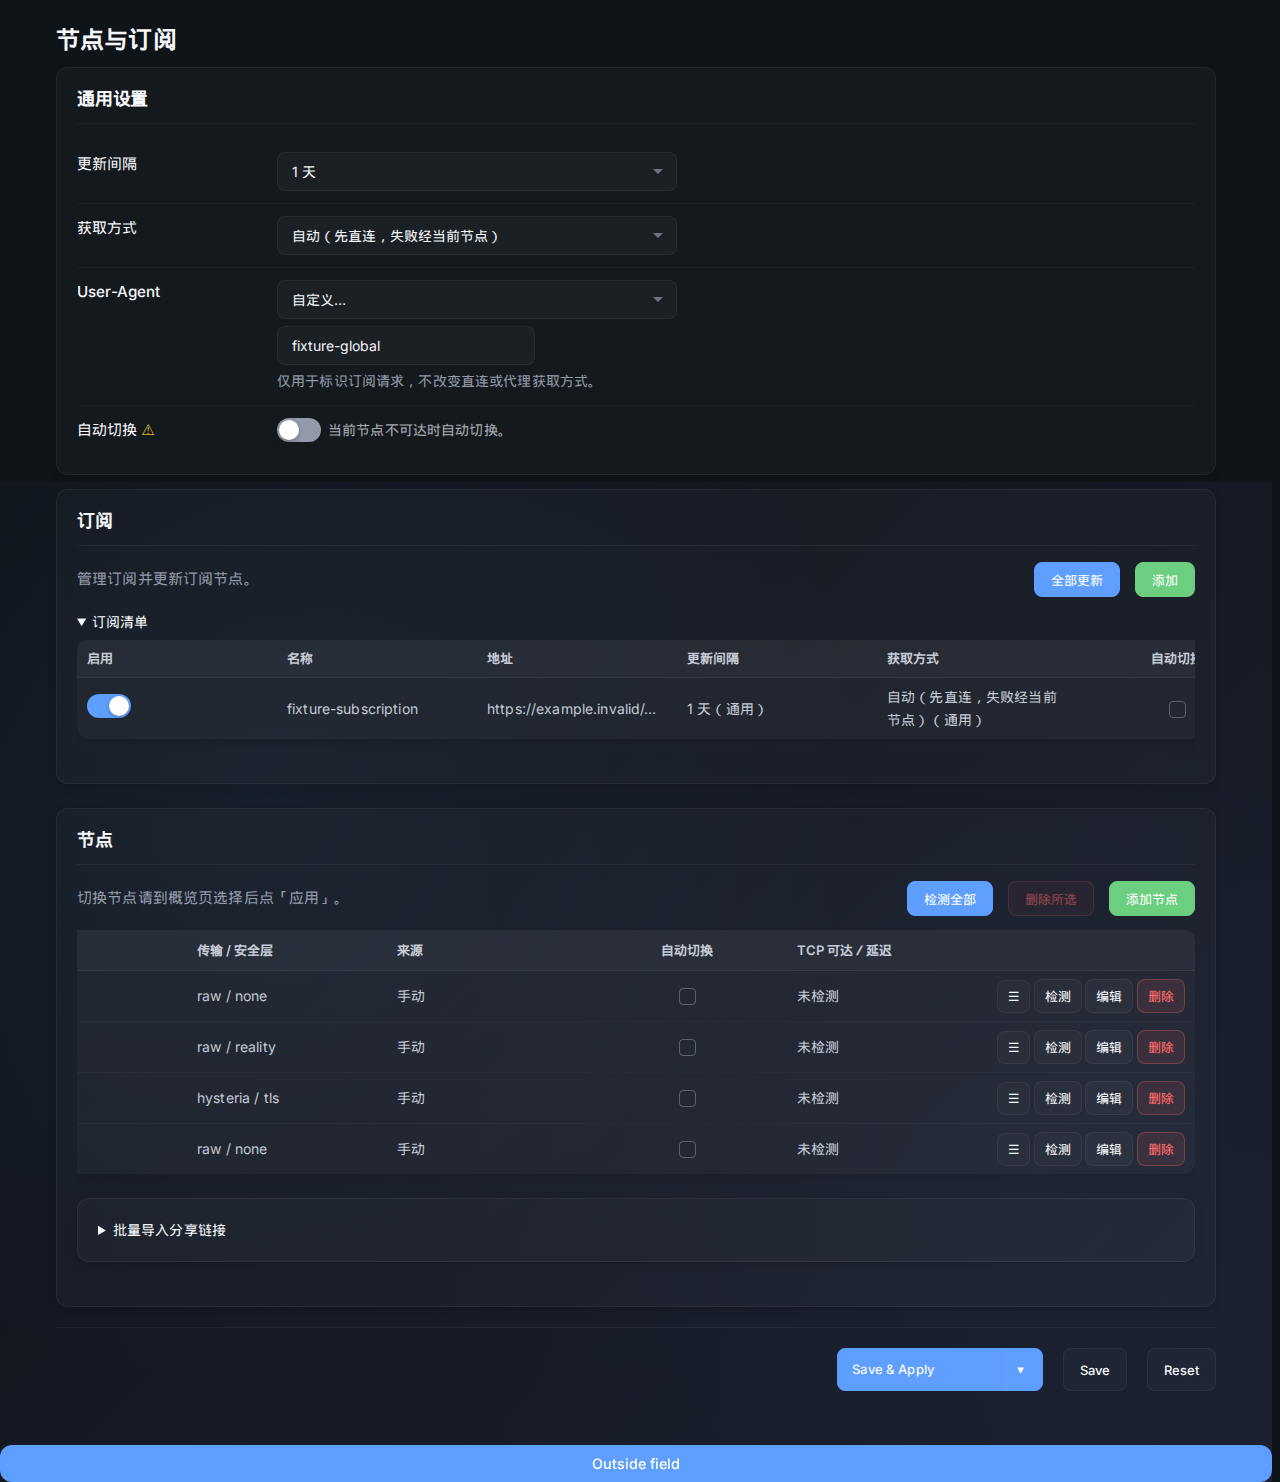 节点与订阅
通用设置
更新间隔
1 天
获取方式
自动（先直连，失败经当前节点）
User-Agent
自定义...
fixture-global
仅用于标识订阅请求，不改变直连或代理获取方式。
自动切换 ⚠
当前节点不可达时自动切换。
订阅
管理订阅并更新订阅节点。
全部更新 添加
▼ 订阅清单
启用 名称 地址 更新间隔 获取方式 自动切换
fixture-subscription https://example.invalid/... 1 天（通用） 自动（先直连，失败经当前
节点）（通用）
节点
切换节点请到概览页选择后点「应用」。
检测全部 删除所选 添加节点
传输 / 安全层 来源 自动切换 TCP 可达 / 延迟
raw / none 手动 未检测 ☰ 检测 编辑 删除
raw / reality 手动 未检测 ☰ 检测 编辑 删除
hysteria / tls 手动 未检测 ☰ 检测 编辑 删除
raw / none 手动 未检测 ☰ 检测 编辑 删除
▶ 批量导入分享链接
Save & Apply ▼ Save Reset
Outside field